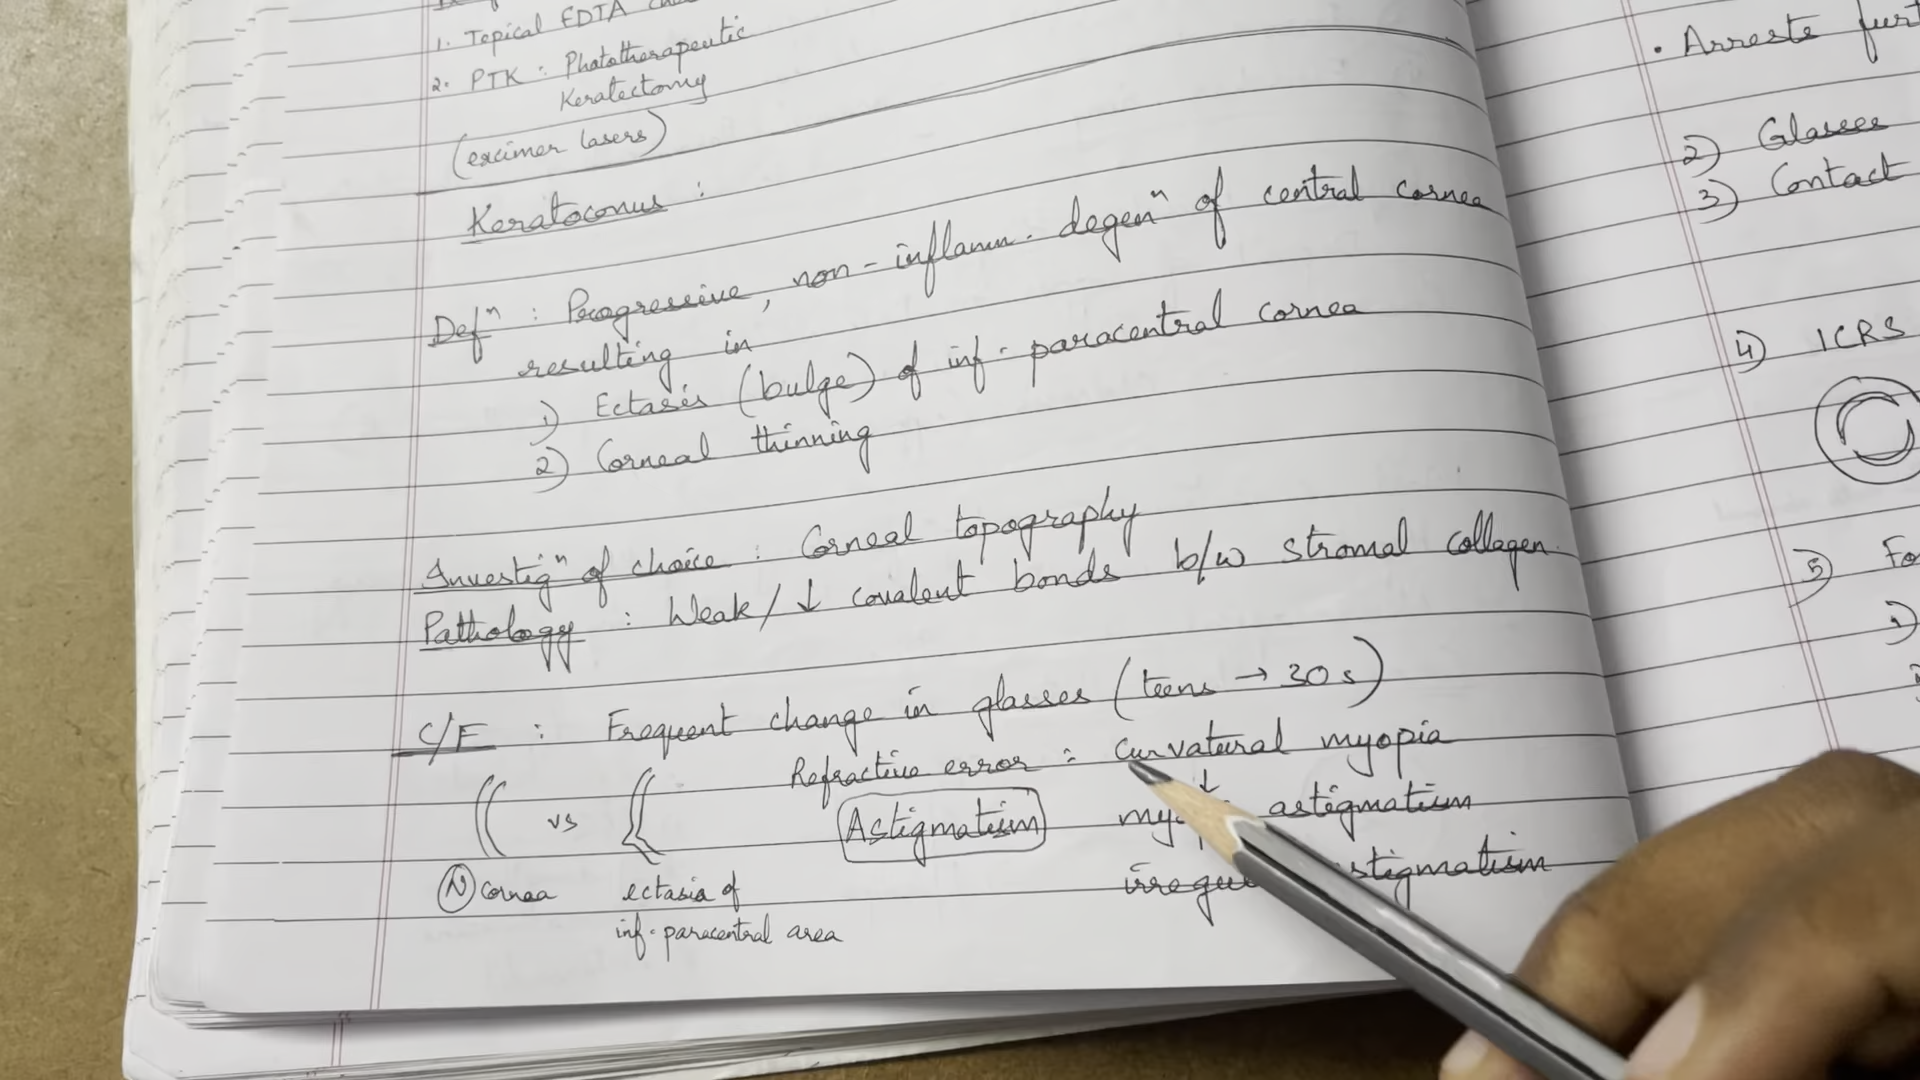 1. Topical EDTA
2. PTK : Phototherapeutic
Keratectomy
(excimer lasers)
Keratoconus :
Defⁿ : Progressive, non-inflamm. degenⁿ of central cornea
resulting in
1) Ectasis (bulge) of inf. paracentral cornea
2) Corneal thinning
Investigⁿ of choice : Corneal topography
Pathology : Weak/↓ covalent bonds b/w stromal collagen.
C/F : Frequent change in glasses (teens → 30s)
Refractive error : Curvatural myopia
↓
Astigmatism
astigmatism
vs
N cornea
ectasia of
inf. paracentral area
• Arrests
2) Glasses
3) Contact
4) ICRS
5)
1)